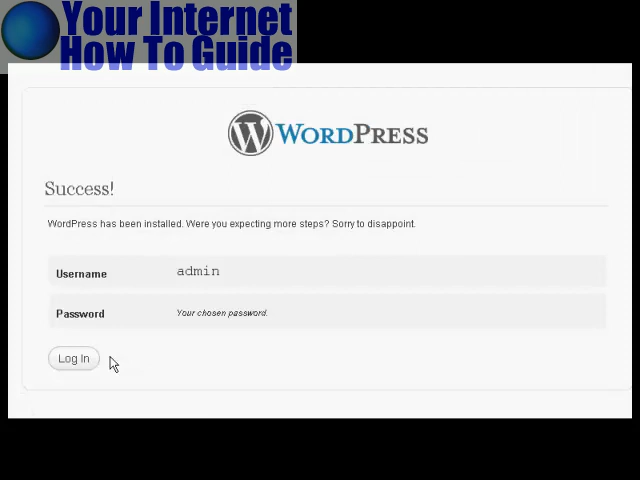 Your Internet
How To Guide
WORDPRESS
Success!
WordPress has been installed. Were you expecting more steps? Sorry to disappoint.
Username admin
Password Your chosen password.
Log In